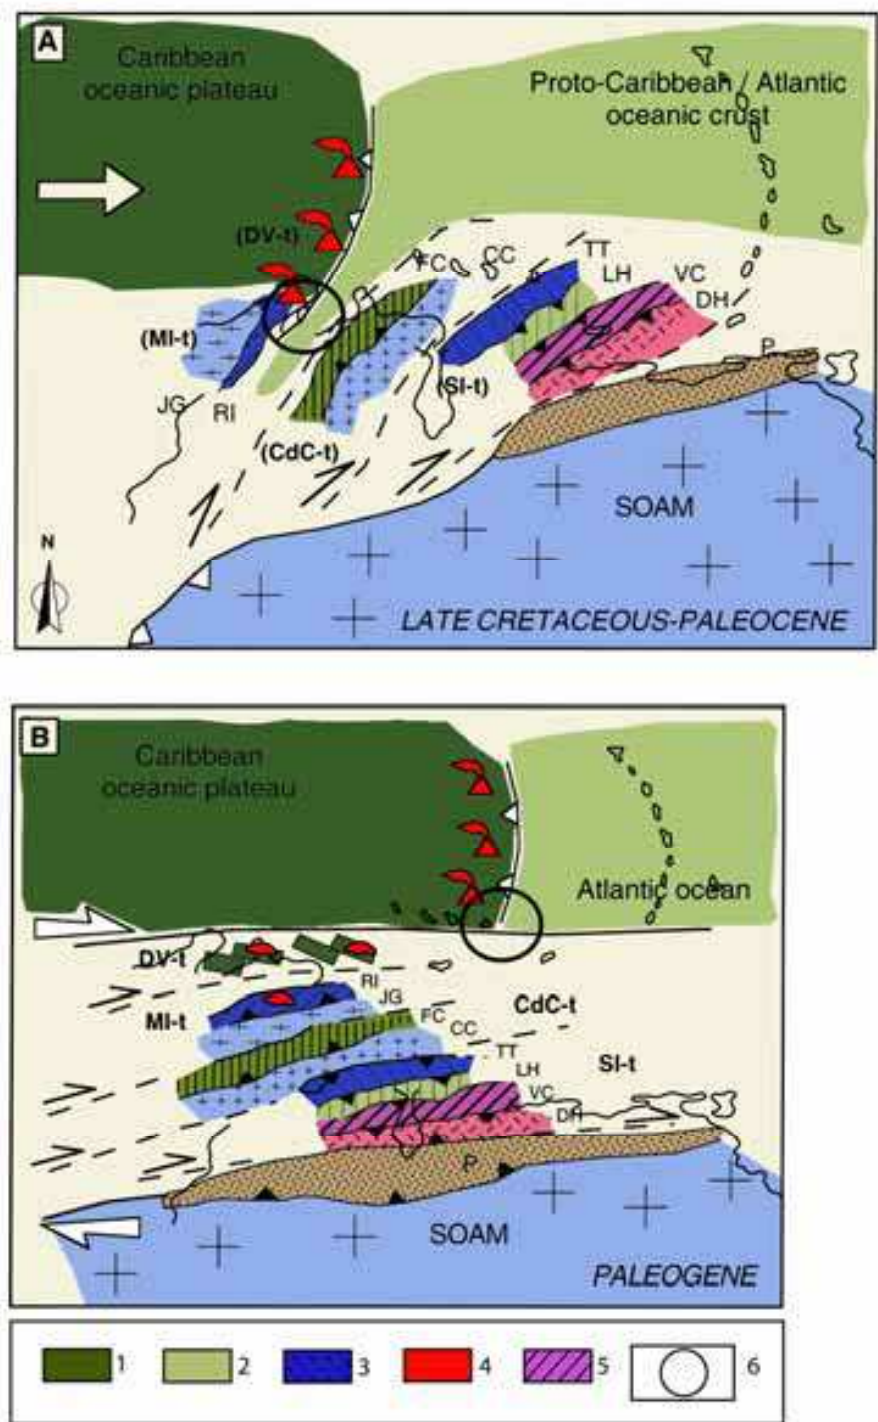 A
Caribbean
oceanic plateau
Proto-Caribbean / Atlantic
oceanic crust
(DV-t)
FC
CC
TT
LH
VC
DH
(MI-t)
P
JG
RI
(SI-t)
(CdC-t)
SOAM
N
LATE CRETACEOUS-PALEOCENE
B
Caribbean
oceanic plateau
Atlantic ocean
DV-t
RI
JG
MI-t
FC
CdC-t
CC
TT
SI-t
LH
VC
DH
P
SOAM
PALEOGENE
1
2
3
4
5
6